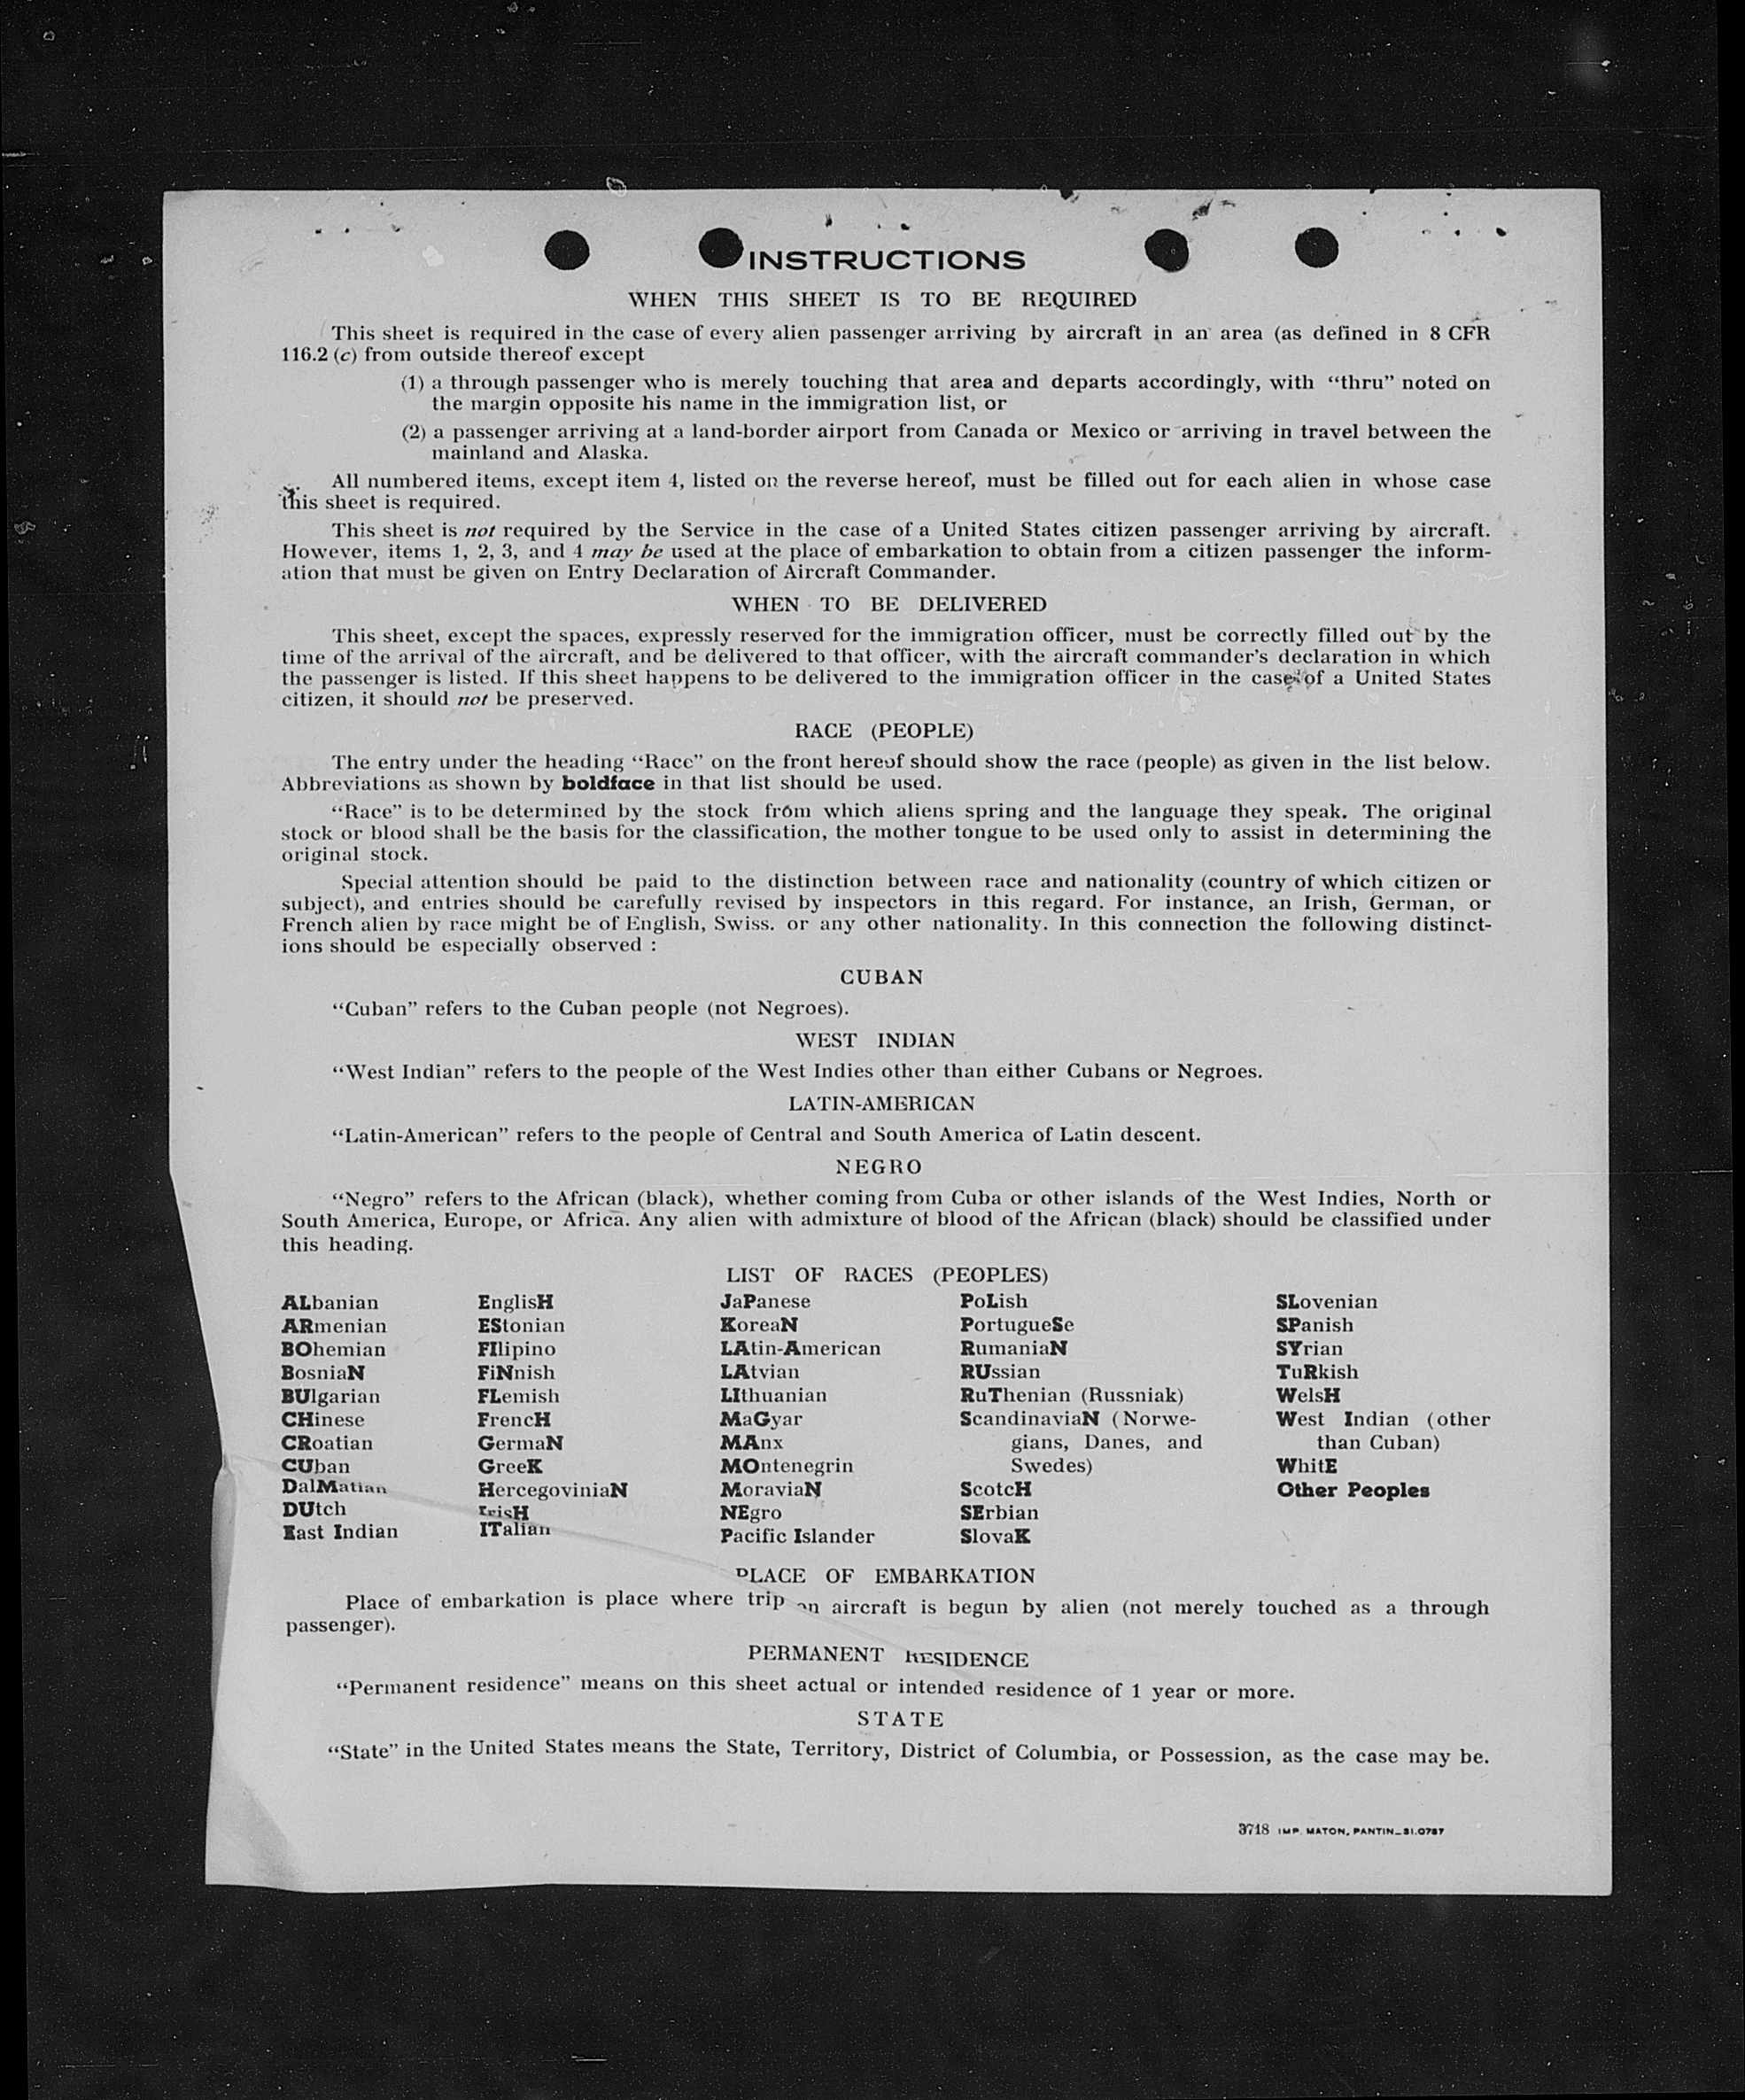 INSTRUCTIONS
WHEN THIS SHEET IS TO BE REQUIRED
This sheet is required in the case of every alien passenger arriving by aircraft in an area (as defined in 8 CFR
116.2 (c) from outside thereof except
(1) a through passenger who is merely touching that area and departs accordingly, with “thru” noted on
the margin opposite his name in the immigration list, or
(2) a passenger arriving at a land-border airport from Canada or Mexico or arriving in travel between the
mainland and Alaska.
All numbered items, except item 4, listed on the reverse hereof, must be filled out for each alien in whose case
this sheet is required.
This sheet is not required by the Service in the case of a United States citizen passenger arriving by aircraft.
However, items 1, 2, 3, and 4 may be used at the place of embarkation to obtain from a citizen passenger the inform-
ation that must be given on Entry Declaration of Aircraft Commander.
WHEN TO BE DELIVERED
This sheet, except the spaces, expressly reserved for the immigration officer, must be correctly filled out by the
time of the arrival of the aircraft, and be delivered to that officer, with the aircraft commander’s declaration in which
the passenger is listed. If this sheet happens to be delivered to the immigration officer in the case of a United States
citizen, it should not be preserved.
RACE (PEOPLE)
The entry under the heading “Race” on the front hereof should show the race (people) as given in the list below.
Abbreviations as shown by boldface in that list should be used.
“Race” is to be determined by the stock from which aliens spring and the language they speak. The original
stock or blood shall be the basis for the classification, the mother tongue to be used only to assist in determining the
original stock.
Special attention should be paid to the distinction between race and nationality (country of which citizen or
subject), and entries should be carefully revised by inspectors in this regard. For instance, an Irish, German, or
French alien by race might be of English, Swiss. or any other nationality. In this connection the following distinct-
ions should be especially observed :
CUBAN
“Cuban” refers to the Cuban people (not Negroes).
WEST INDIAN
“West Indian” refers to the people of the West Indies other than either Cubans or Negroes.
LATIN-AMERICAN
“Latin-American” refers to the people of Central and South America of Latin descent.
NEGRO
“Negro” refers to the African (black), whether coming from Cuba or other islands of the West Indies, North or
South America, Europe, or Africa. Any alien with admixture of blood of the African (black) should be classified under
this heading.
LIST OF RACES (PEOPLES)
ALbanian
ARmenian
BOhemian
BosniaN
BUlgarian
CHinese
CRoatian
CUban
DalMatian
DUtch
East Indian
EnglisH
EStonian
FIlipino
FiNnish
FLemish
FrencH
GermaN
GreeK
HercegoviniaN
IrisH
ITalian
JaPanese
KoreaN
LAtin-American
LAtvian
LIthuanian
MaGyar
MAnx
MOntenegrin
MoraviaN
NEgro
Pacific Islander
PoLish
PortugueSe
RumaniaN
RUssian
RuThenian (Russniak)
ScandinaviaN (Norwe-
gians, Danes, and
Swedes)
ScotcH
SErbian
SlovaK
SLovenian
SPanish
SYrian
TuRkish
WelsH
West Indian (other
than Cuban)
WhitE
Other Peoples
PLACE OF EMBARKATION
Place of embarkation is place where trip on aircraft is begun by alien (not merely touched as a through
passenger).
PERMANENT RESIDENCE
“Permanent residence” means on this sheet actual or intended residence of 1 year or more.
STATE
“State” in the United States means the State, Territory, District of Columbia, or Possession, as the case may be.
3718 IMP. MATON, PANTIN_31.0787